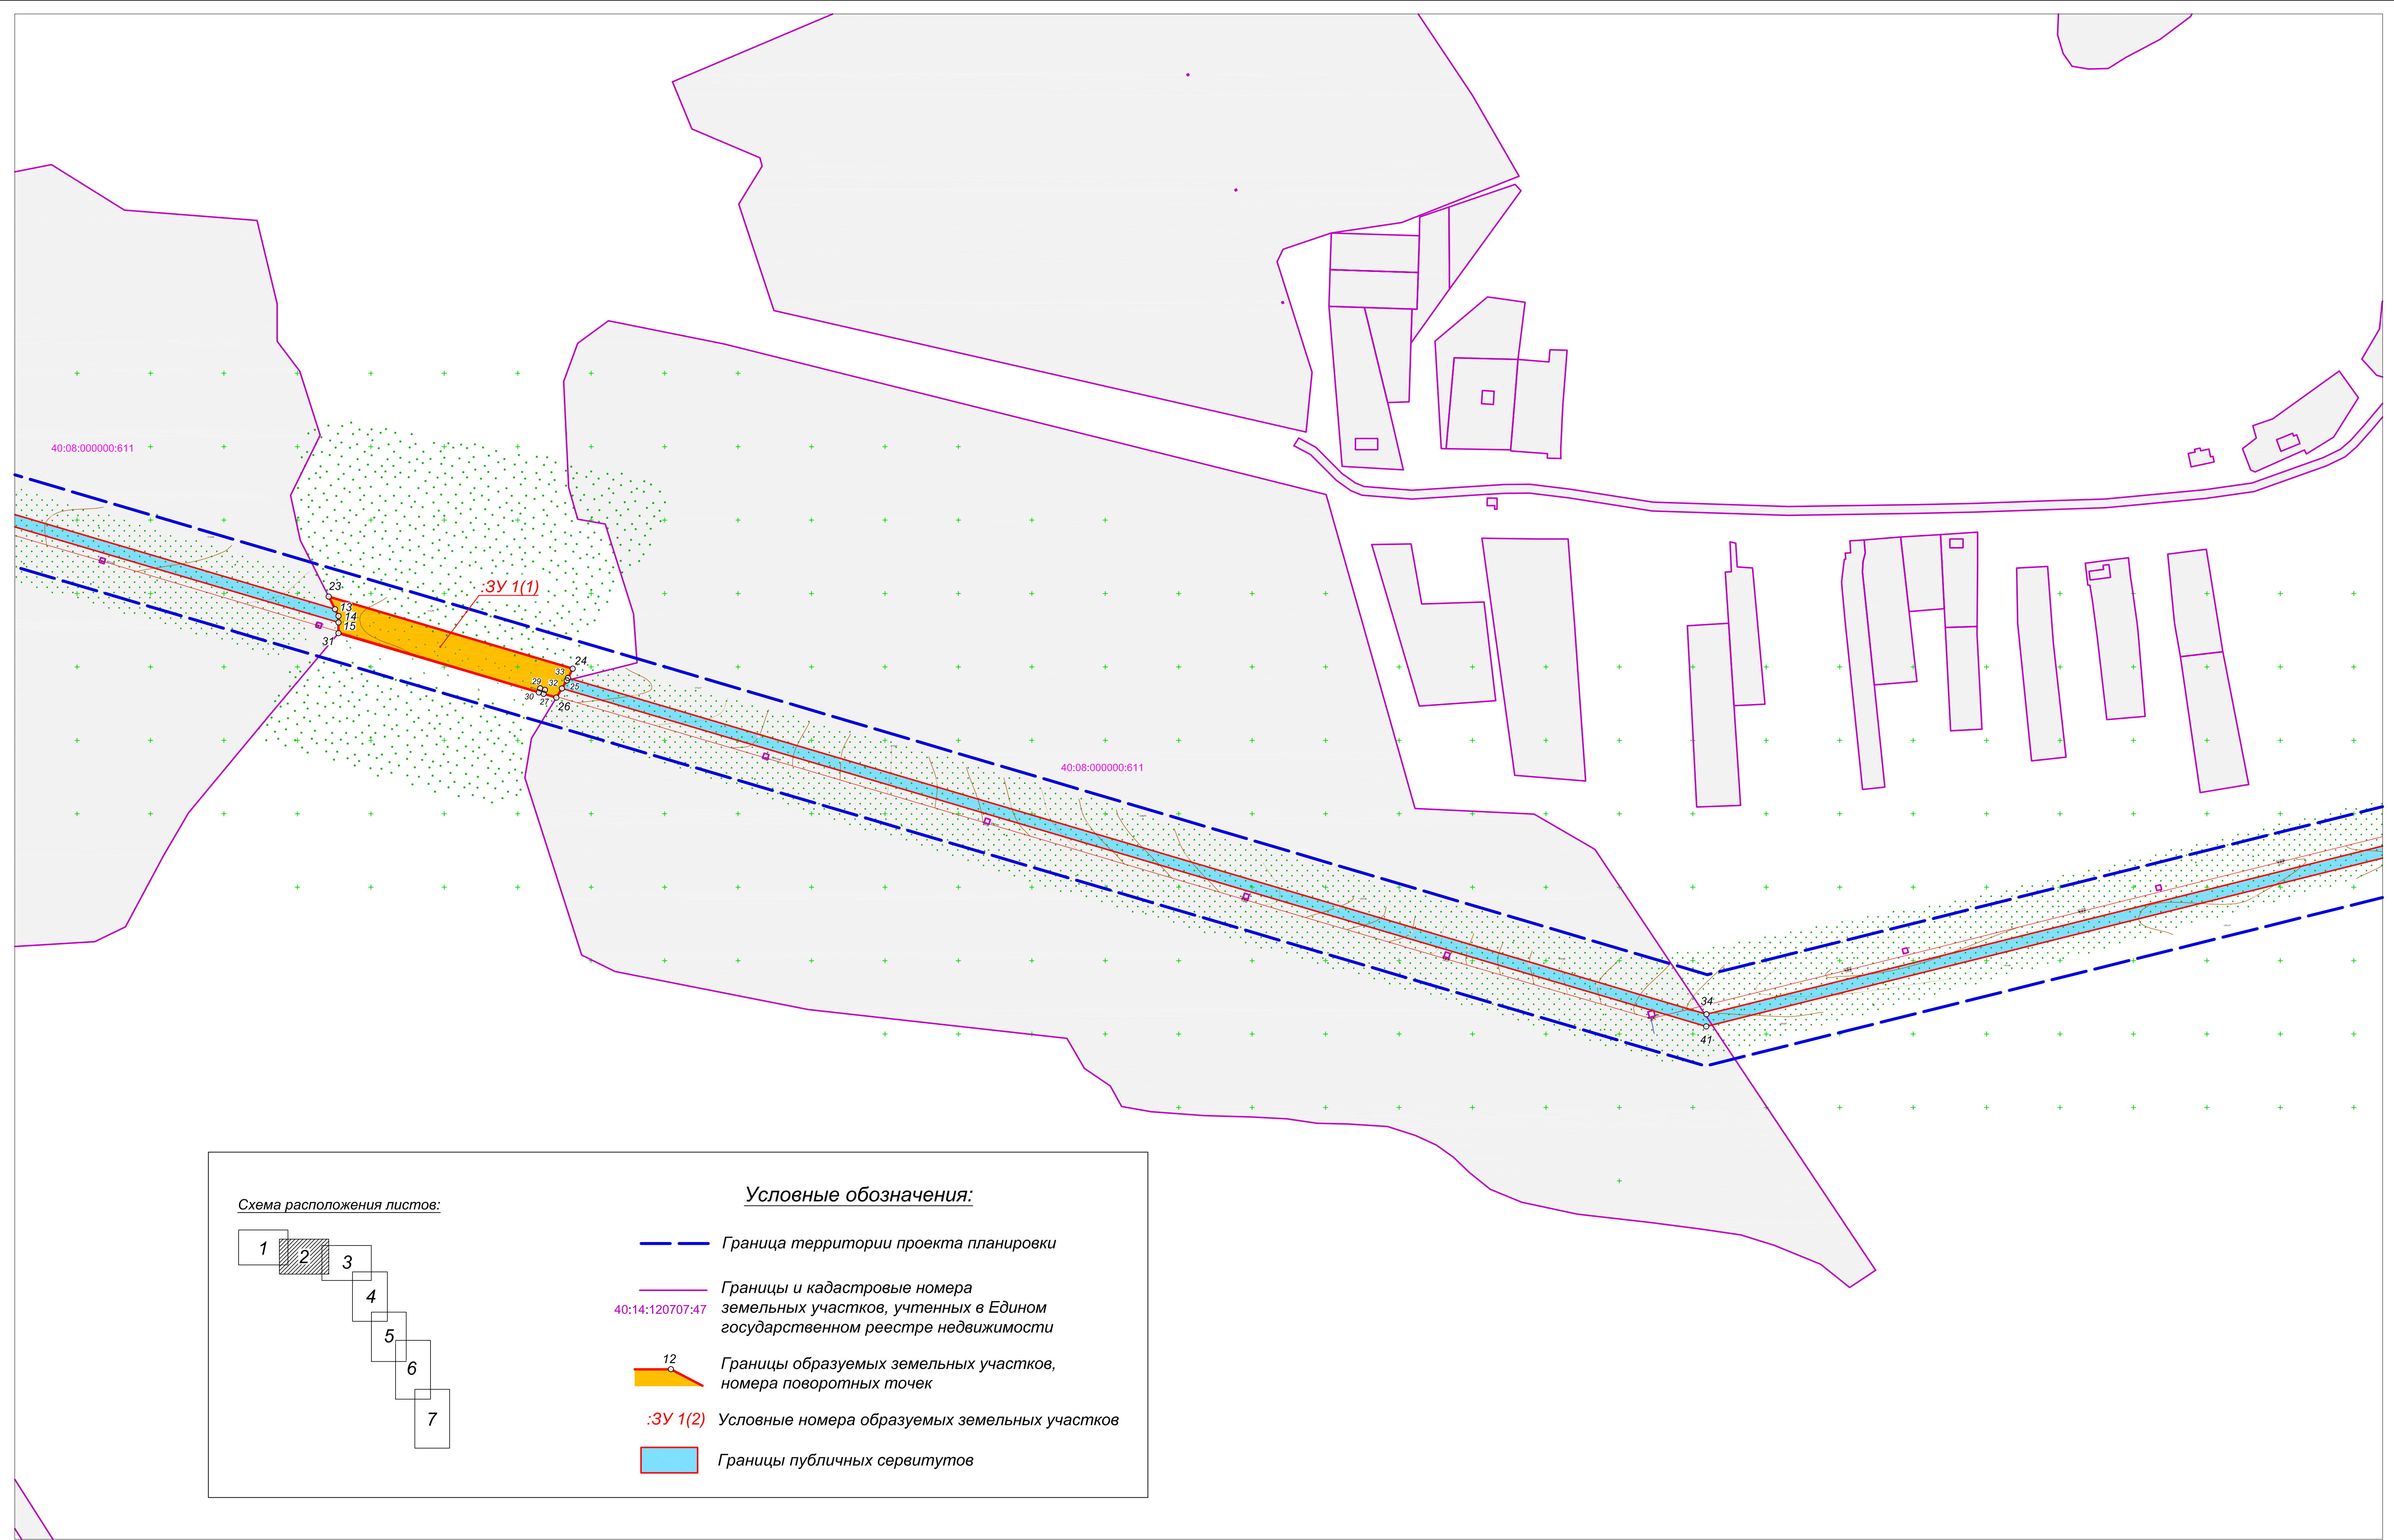 40:08:000000:611
:ЗУ 1(1)
23
13
14
15
31
24
33
29
32
25
30
27
26
40:08:000000:611
34
41
Схема расположения листов:
1
2
3
4
5
6
7
Условные обозначения:
Граница территории проекта планировки
Границы и кадастровые номера
40:14:120707:47 земельных участков, учтенных в Едином
государственном реестре недвижимости
12
Границы образуемых земельных участков,
номера поворотных точек
:ЗУ 1(2) Условные номера образуемых земельных участков
Границы публичных сервитутов